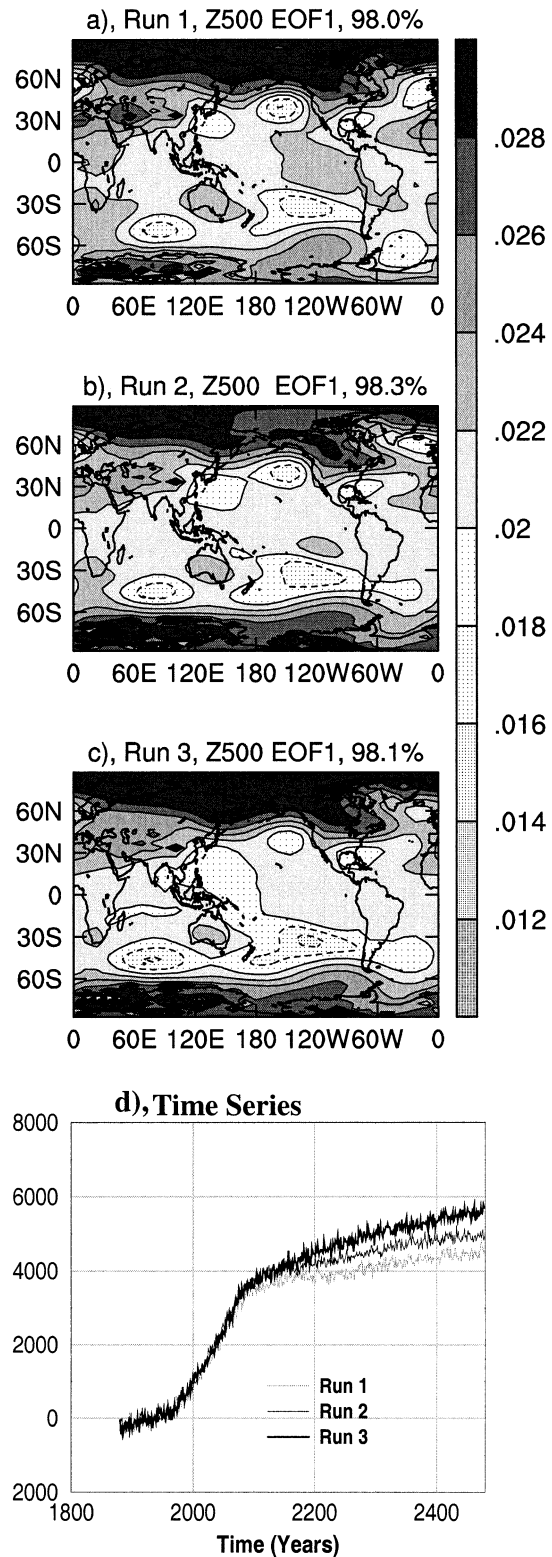 a), Run 1, Z500 EOF1, 98.0%
60N
30N
0
30S
60S
0 60E 120E 180 120W 60W 0
b), Run 2, Z500 EOF1, 98.3%
60N
30N
0
30S
60S
0 60E 120E 180 120W 60W 0
c), Run 3, Z500 EOF1, 98.1%
60N
30N
0
30S
60S
0 60E 120E 180 120W 60W 0
.028
.026
.024
.022
.02
.018
.016
.014
.012
d), Time Series
8000
6000
4000
2000
0
2000
Run 1
Run 2
Run 3
1800 2000 2200 2400
Time (Years)